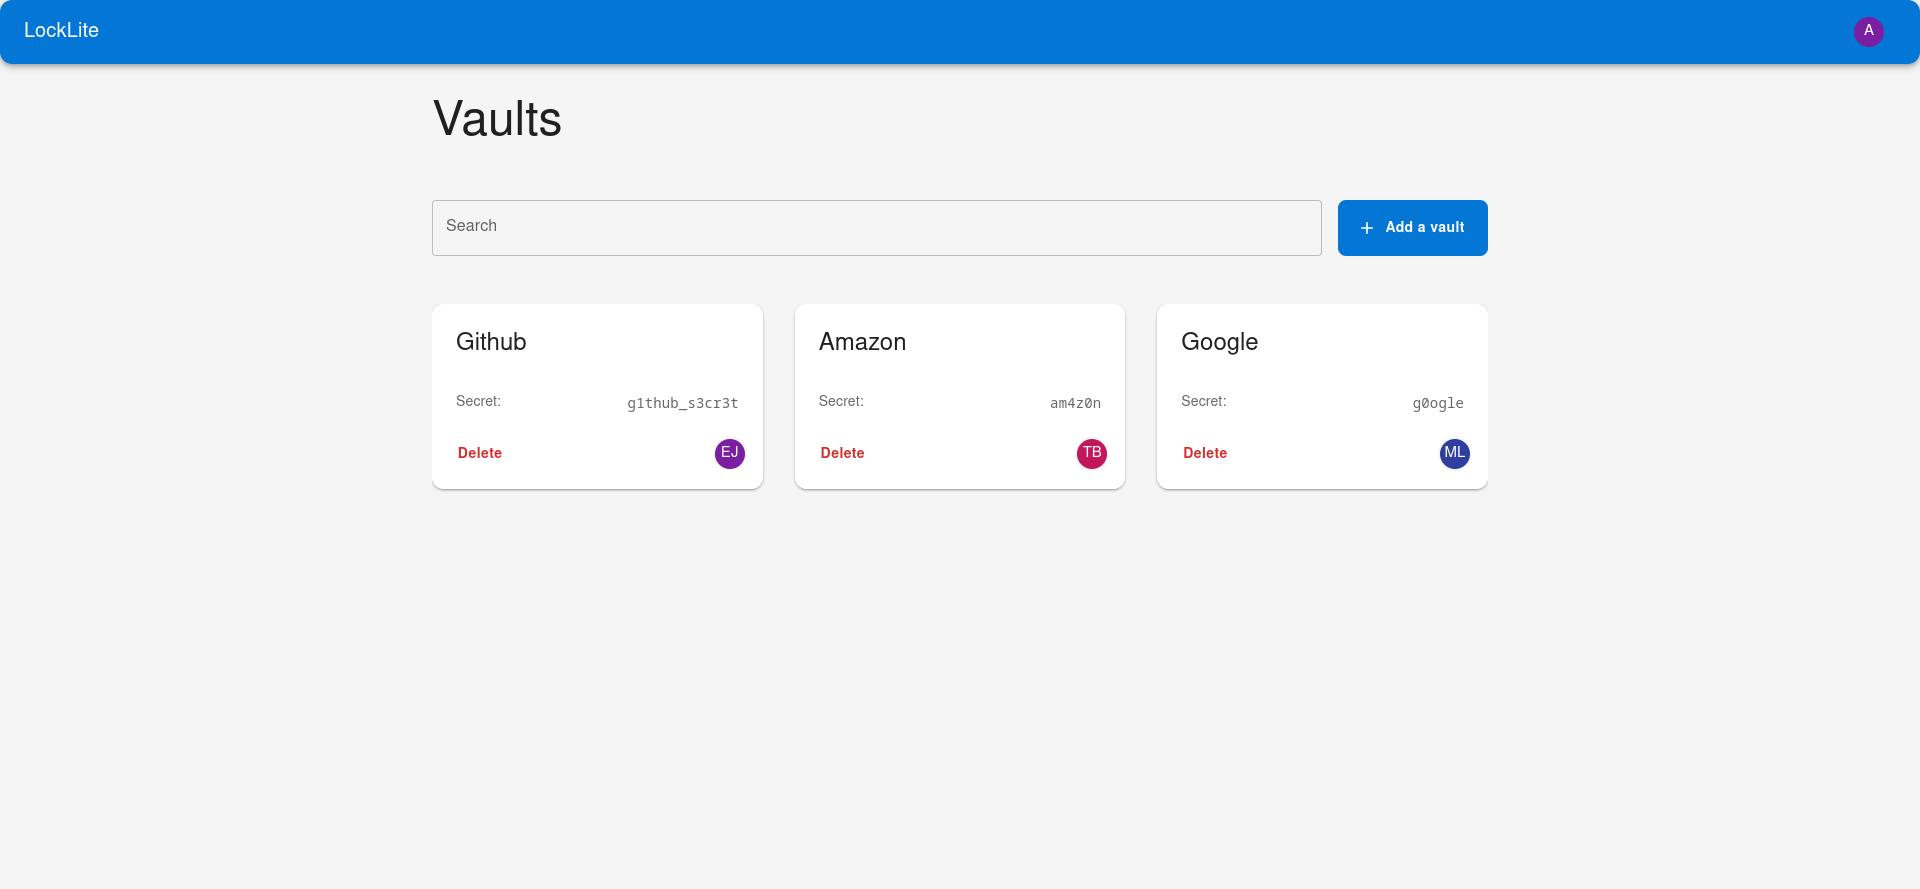 LockLite
A
Vaults
Search
+ Add a vault
Github
Secret: g1thub_s3cr3t
Delete EJ
Amazon
Secret: am4z0n
Delete TB
Google
Secret: g0ogle
Delete ML